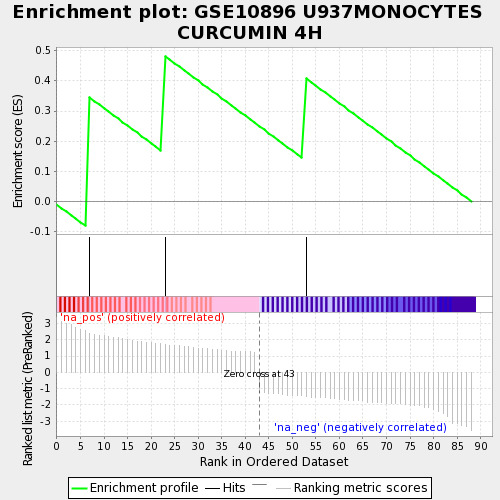 Enrichment plot: GSE10896 U937MONOCYTES
CURCUMIN 4H
Enrichment score (ES)
0.5
0.4
0.3
0.2
0.1
0.0
-0.1
'na_pos' (positively correlated)
Ranked list metric (PreRanked)
3
2
1
0
-1
-2
-3
Zero cross at 43
'na_neg' (negatively correlated)
0 5 10 15 20 25 30 35 40 45 50 55 60 65 70 75 80 85 90
Rank in Ordered Dataset
Enrichment profile Hits Ranking metric scores